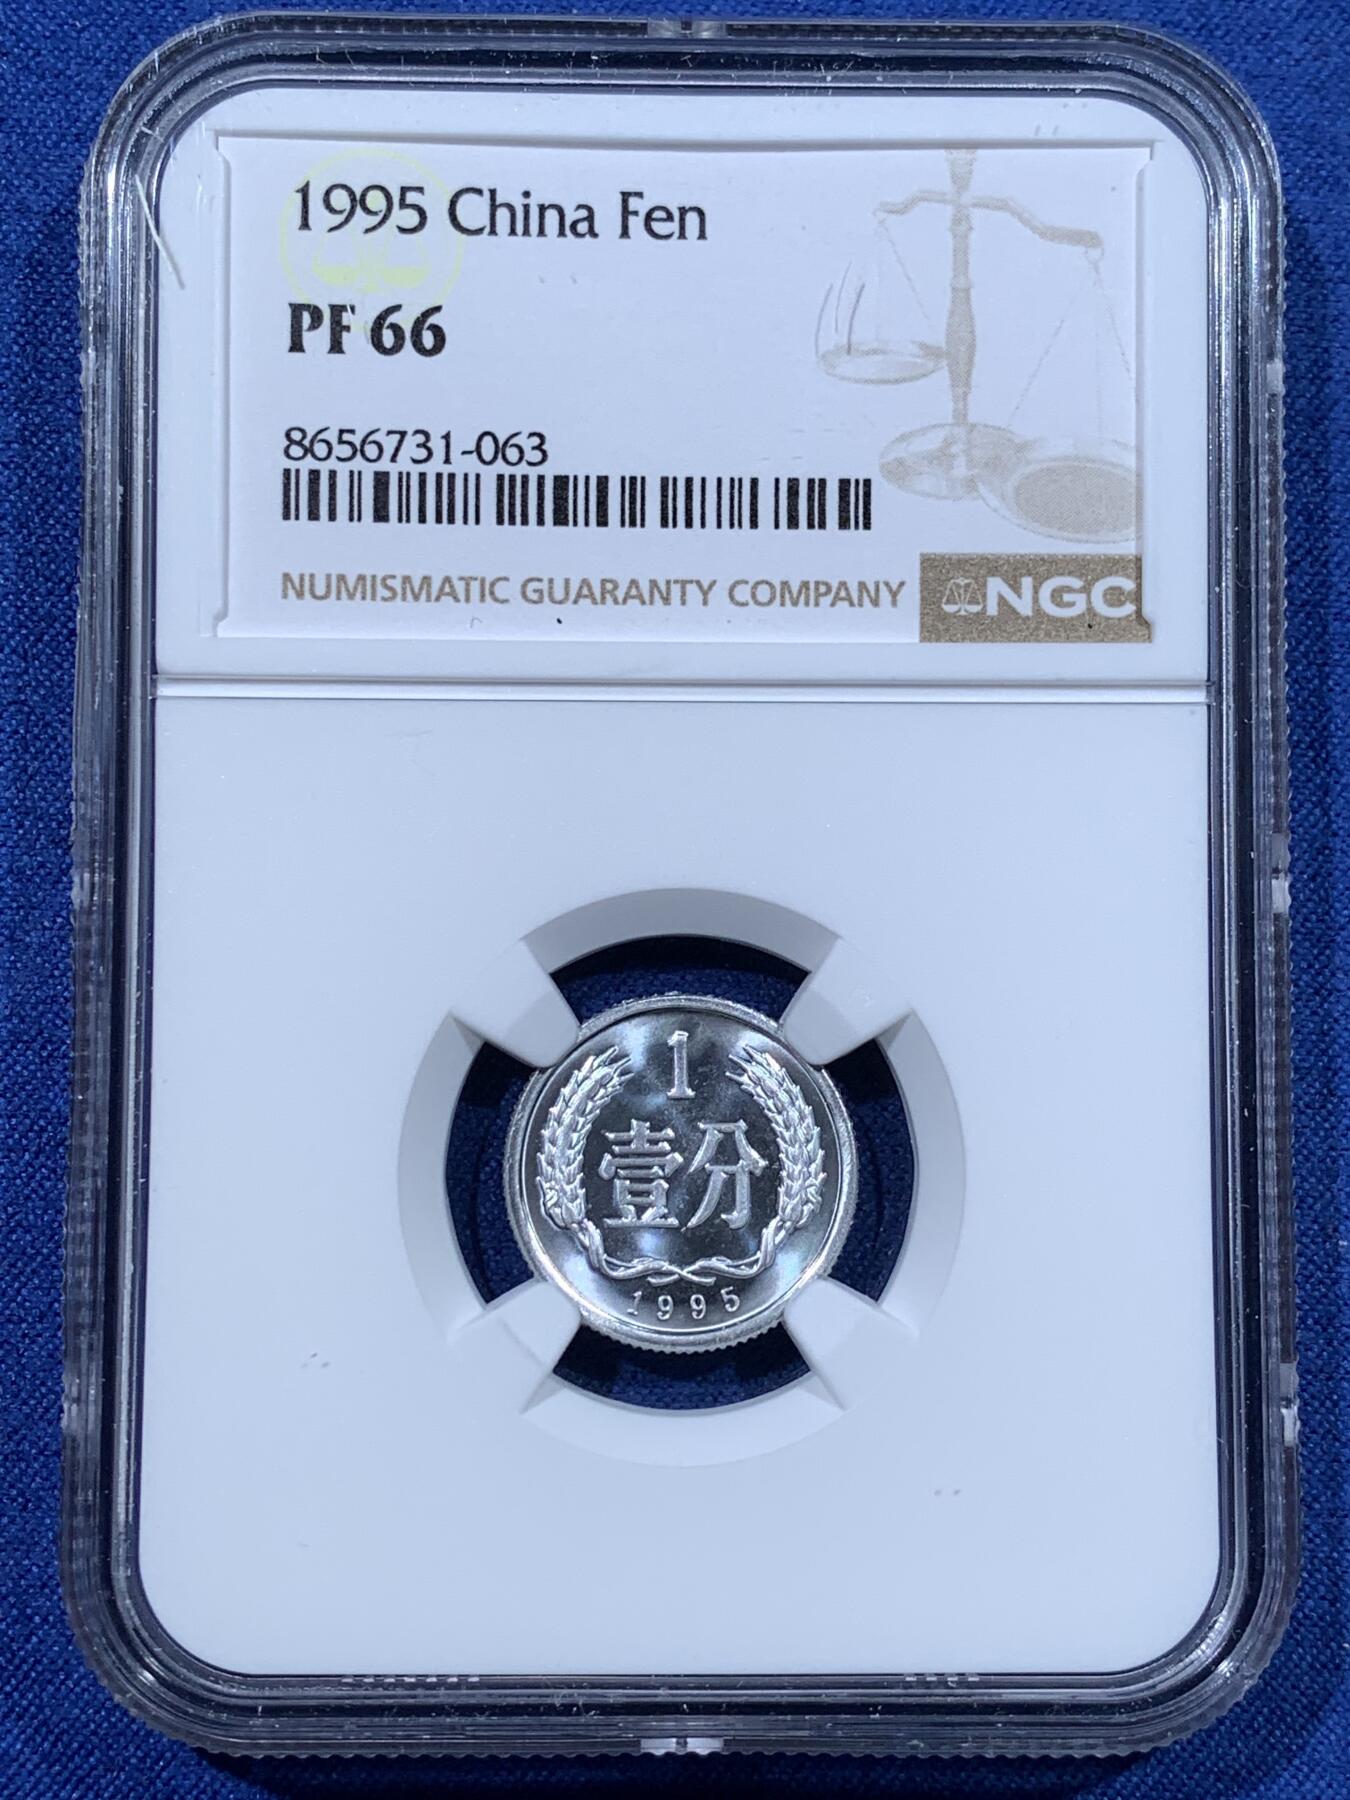 1995 China Fen
PF 66
8656731-063
NUMISMATIC GUARANTY COMPANY
NGC
1
壹分
1995